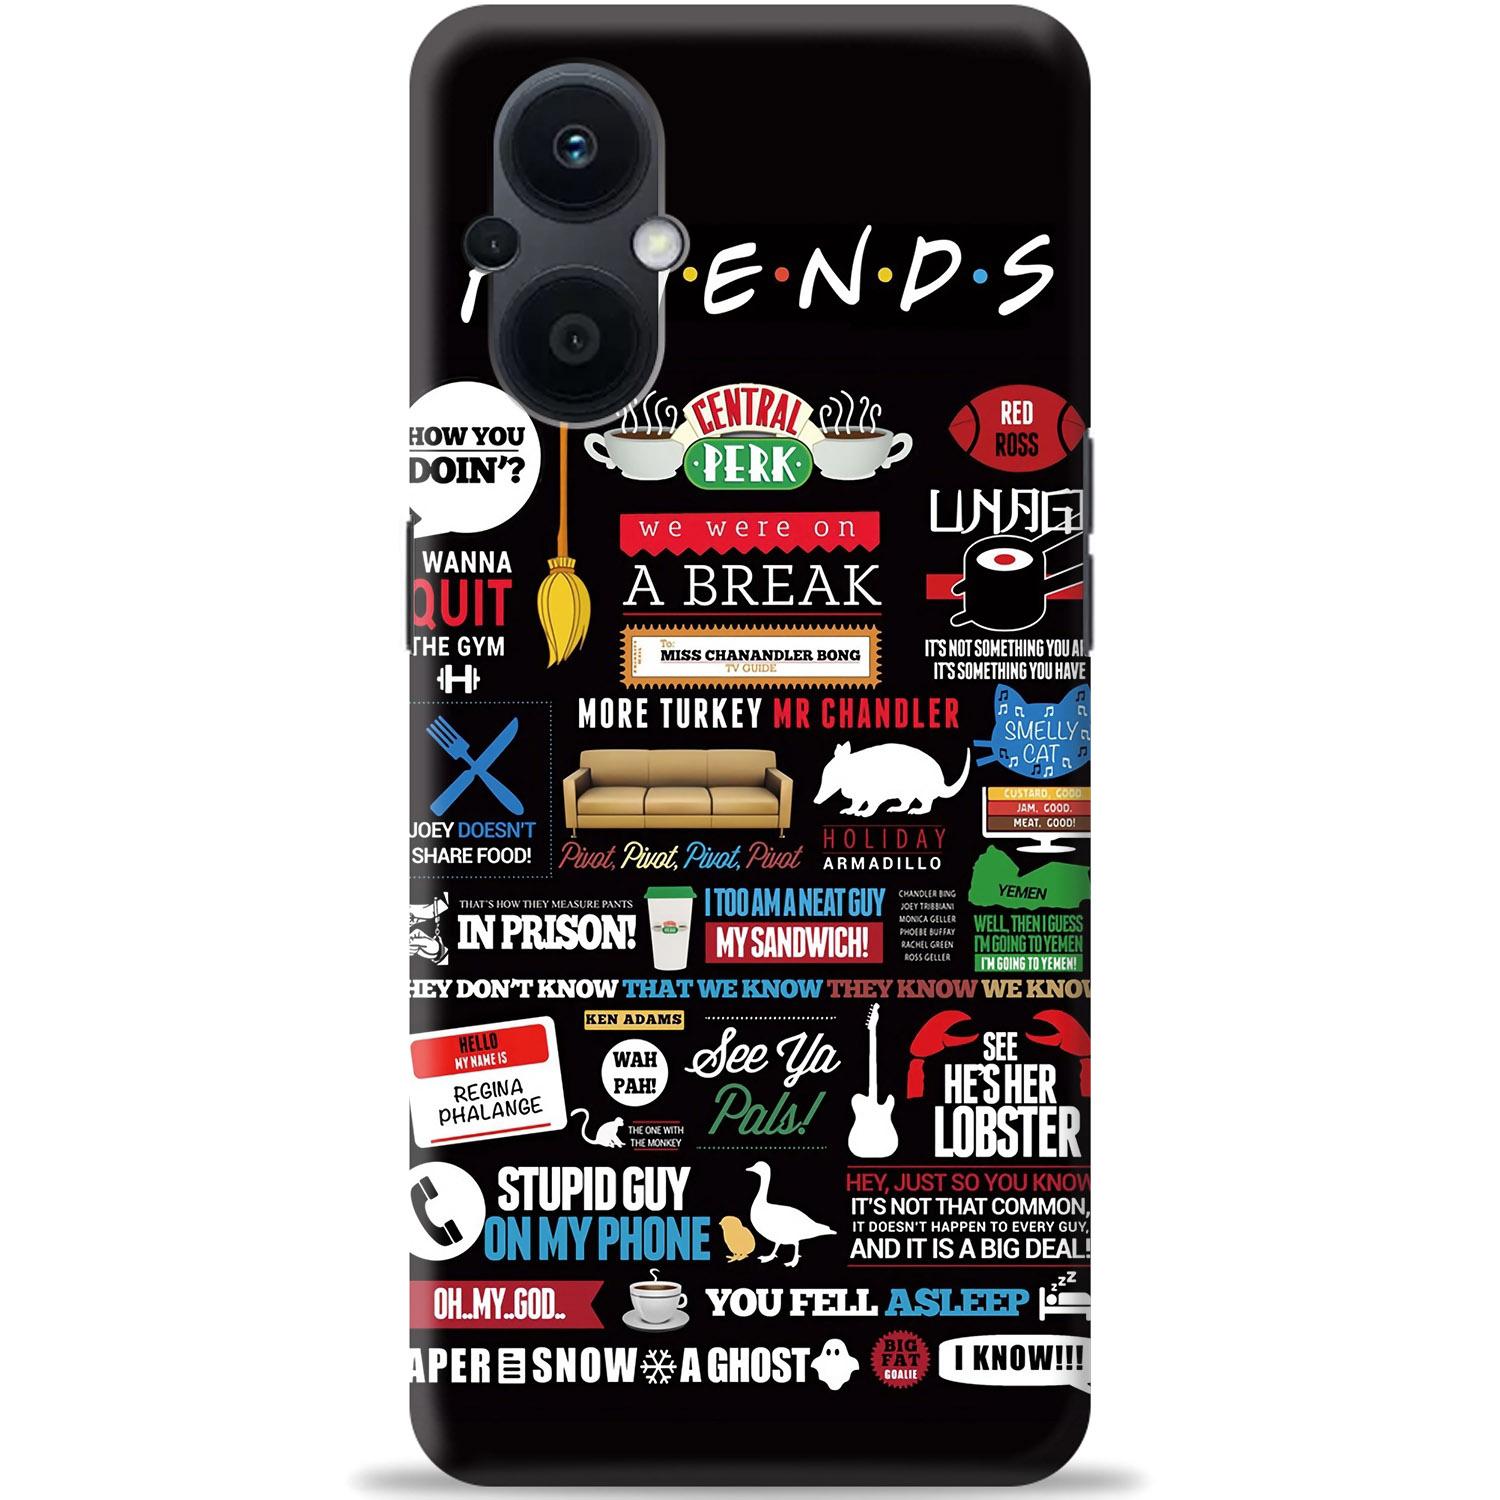 E·N·D·S
HOW YOU
DOIN'?
CENTRAL
PERK
RED
ROSS
we were on
A BREAK
UNAGI
WANNA
QUIT
THE GYM
To:
MISS CHANANDLER BONG
TV GUIDE
IT'S NOT SOMETHING YOU
IT'S SOMETHING YOU HAVE
MORE TURKEY MR CHANDLER
SMELLY
CAT
CUSTARD, GOOD.
JAM, GOOD.
MEAT, GOOD!
JOEY DOESN'T
SHARE FOOD!
Pivot, Pivot, Pivot, Pivot
HOLIDAY
ARMADILLO
THAT'S HOW THEY MEASURE PANTS
IN PRISON!
I TOO AM A NEAT GUY
MY SANDWICH!
CHANDLER BING
JOEY TRIBBIANI
MONICA GELLER
PHOEBE BUFFAY
RACHEL GREEN
ROSS GELLER
YEMEN
WELL, THEN I GUESS
I'M GOING TO YEMEN
I'M GOING TO YEMEN!
HEY DON'T KNOW THAT WE KNOW THEY KNOW WE KNOW
HELLO
MY NAME IS
REGINA
PHALANGE
KEN ADAMS
WAH
PAH!
THE ONE WITH
THE MONKEY
See Ya
Pals!
SEE
HE'S HER
LOBSTER
STUPID GUY
ON MY PHONE
HEY, JUST SO YOU KNOW
IT'S NOT THAT COMMON,
IT DOESN'T HAPPEN TO EVERY GUY,
AND IT IS A BIG DEAL!
OH..MY..GOD..
YOU FELL ASLEEP
zzZ
APER SNOW A GHOST
BIG
FAT
GOALIE
I KNOW!!!